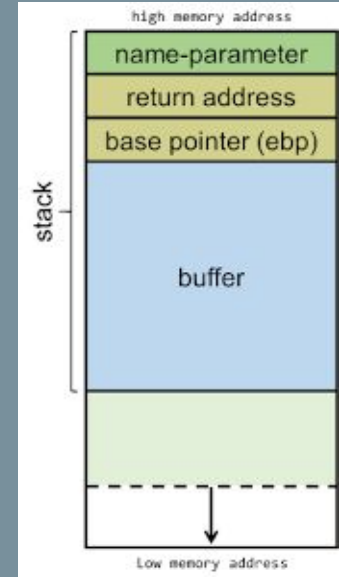 high memory address
name-parameter
return address
base pointer (ebp)
stack
buffer
Low memory address